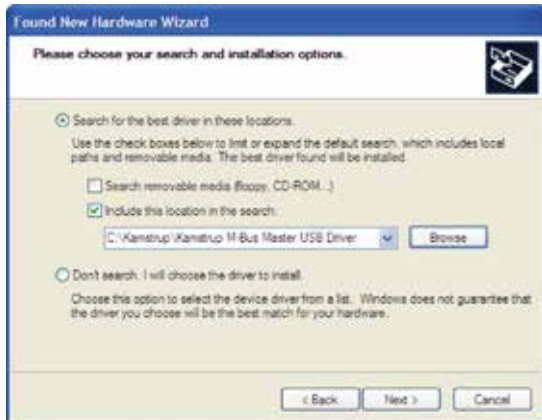 Found New Hardware Wizard
Please choose your search and installation options.
Search for the best driver in these locations.
Use the check boxes below to limit or expand the default search, which includes local
paths and removable media. The best driver found will be installed.
Search removable media (floppy, CD-ROM...)
Include this location in the search:
C:\Kamstrup\Kamstrup M-Bus Master USB Driver
Browse
Don't search. I will choose the driver to install.
Choose this option to select the device driver from a list. Windows does not guarantee that
the driver you choose will be the best match for your hardware.
< Back
Next >
Cancel